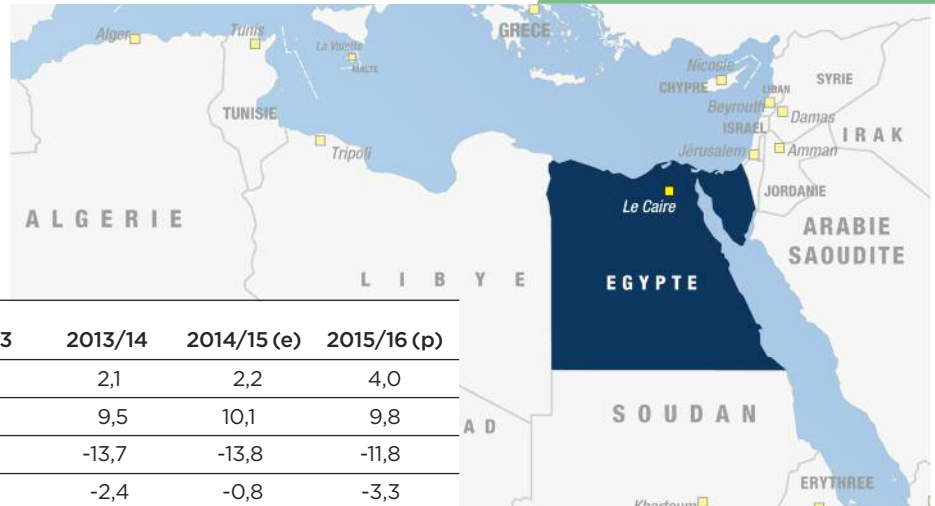 GRECE
Alger
Tunis
La Valette
MALTE
Nicosie
CHYPRE
SYRIE
LIBAN
Beyrouth
Damas
TUNISIE
ISRAEL
IRAK
Tripoli
Jérusalem
Amman
JORDANIE
Le Caire
ALGERIE
ARABIE
SAOUDITE
LIBYE
EGYPTE
3 2013/14 2014/15 (e) 2015/16 (p)
2,1 2,2 4,0
9,5 10,1 9,8
-13,7 -13,8 -11,8
-2,4 -0,8 -3,3
AD
SOUDAN
ERYTHREE
Khartoum